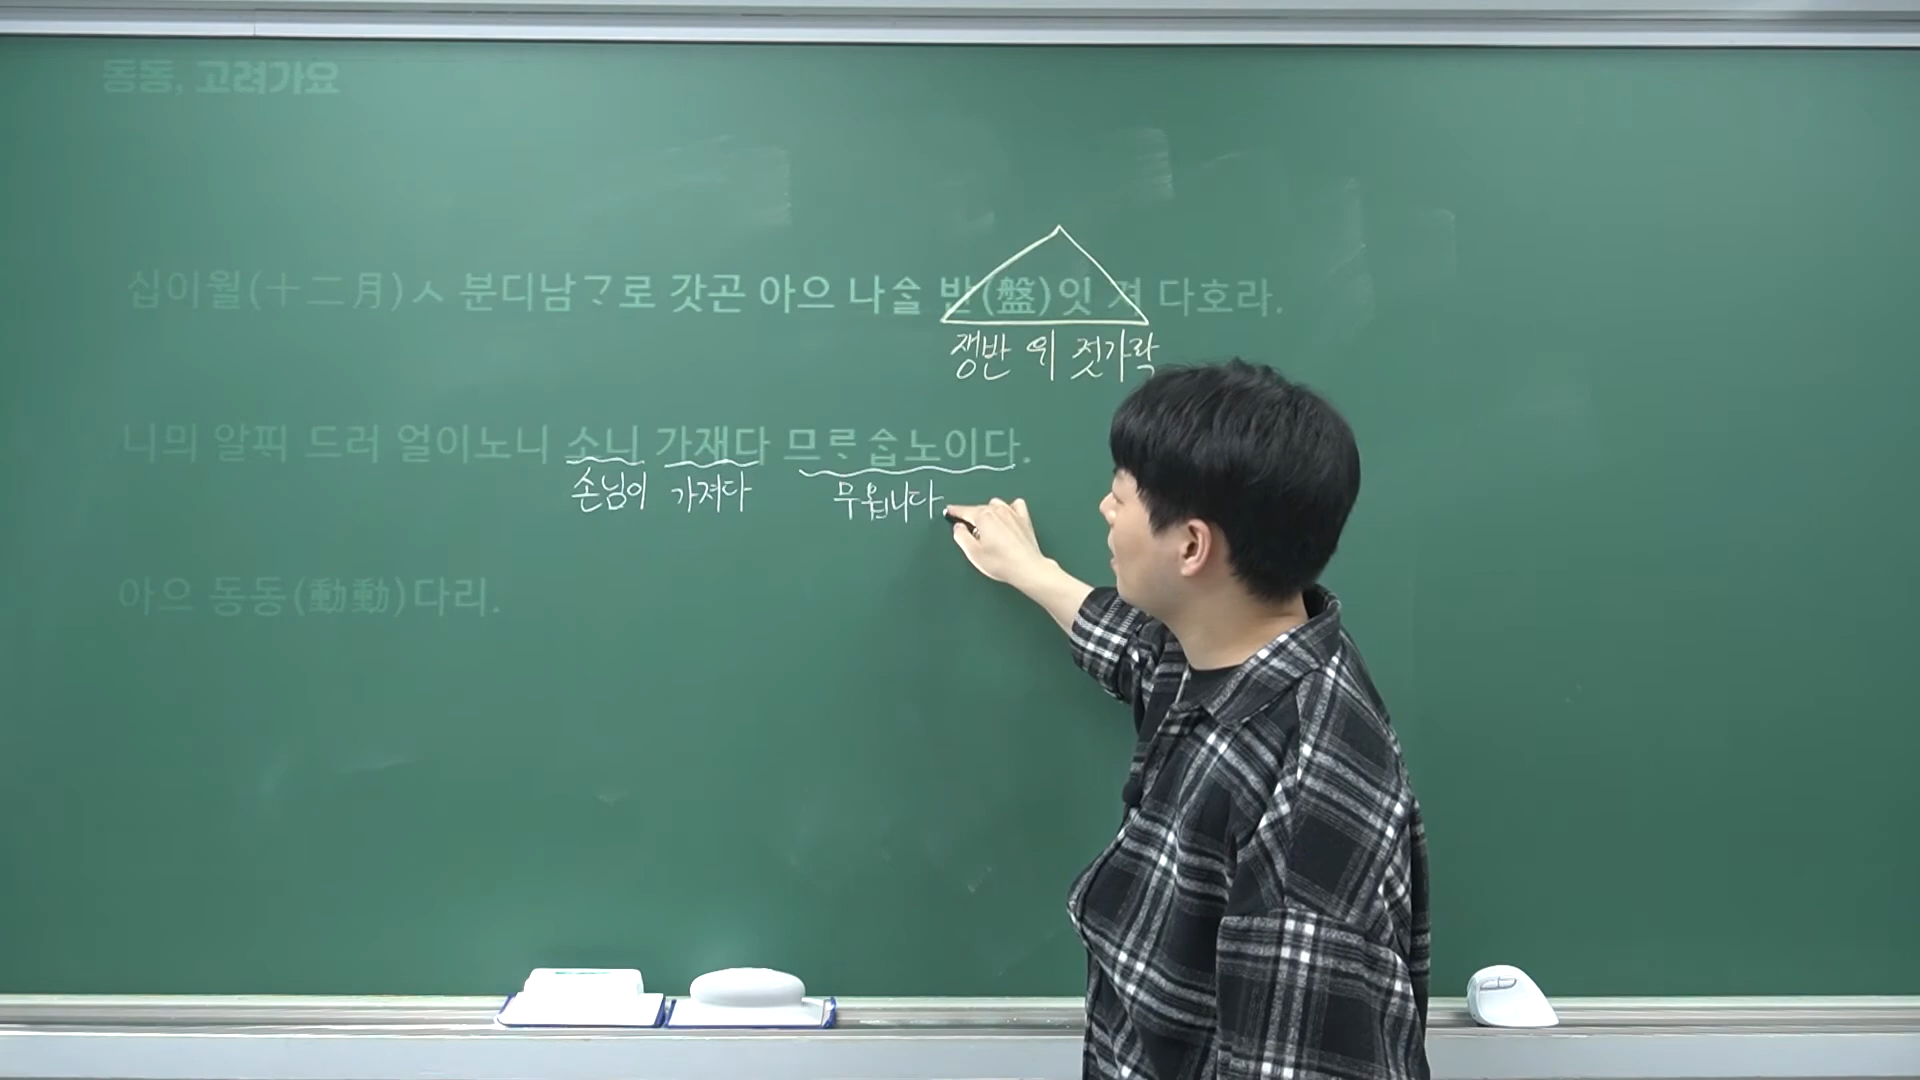 동동, 고려가요
십이월(十二月)ㅅ 분디남ᄀᆞ로 갓곤 아으 나ᅀᆞᆯ 반(盤)잇 져 다호라.
쟁반 위 젓가락
니믜 알ᄑᆡ 드러 얼이노니 소니 가재다 므ᄅᆞᅀᆞᆸ노이다.
손님이 가져다 무웁니다
아으 동동(動動)다리.